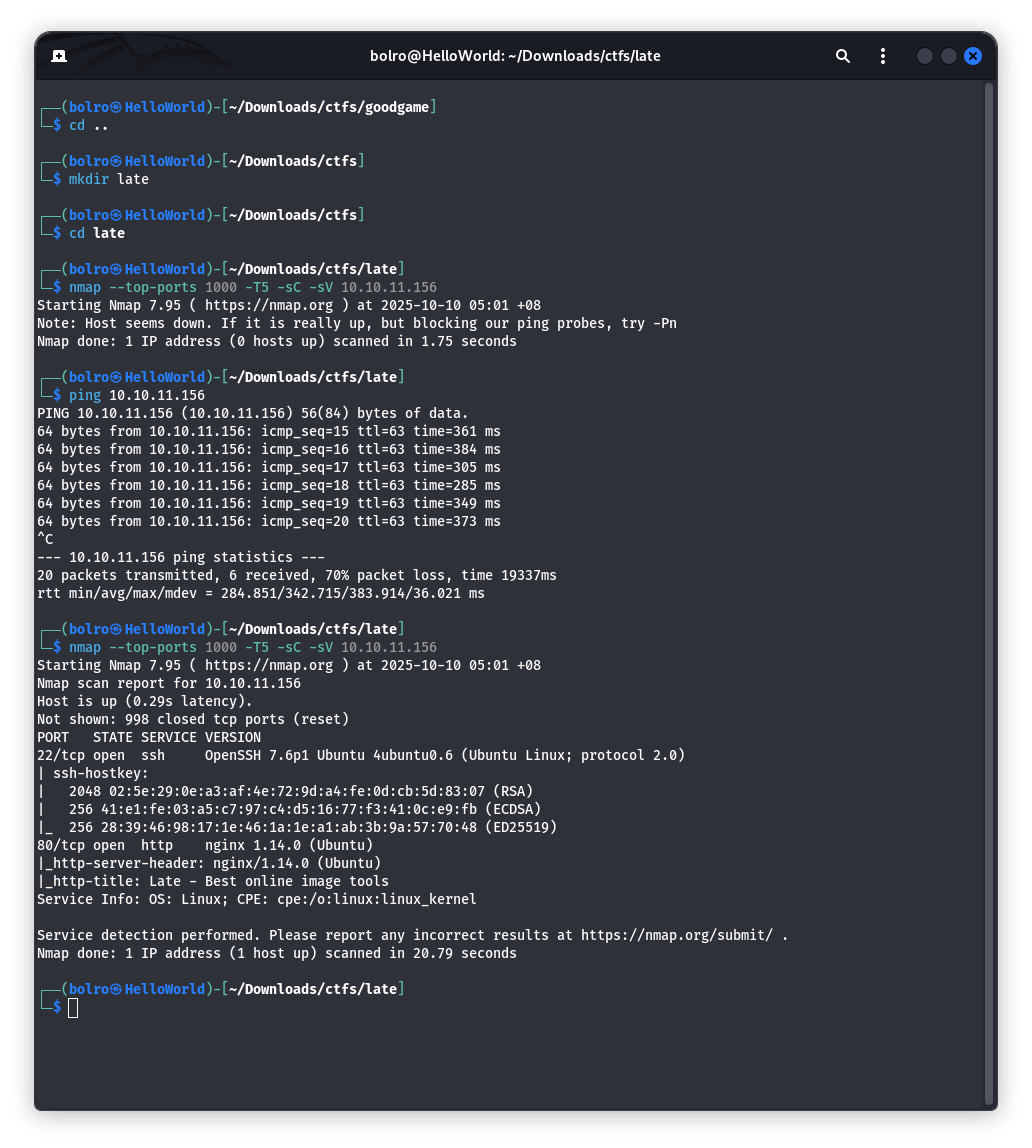 bolro@HelloWorld: ~/Downloads/ctfs/late
┌──(bolro㉿HelloWorld)-[~/Downloads/ctfs/goodgame]
└─$ cd ..
┌──(bolro㉿HelloWorld)-[~/Downloads/ctfs]
└─$ mkdir late
┌──(bolro㉿HelloWorld)-[~/Downloads/ctfs]
└─$ cd late
┌──(bolro㉿HelloWorld)-[~/Downloads/ctfs/late]
└─$ nmap --top-ports 1000 -T5 -sC -sV 10.10.11.156
Starting Nmap 7.95 ( https://nmap.org ) at 2025-10-10 05:01 +08
Note: Host seems down. If it is really up, but blocking our ping probes, try -Pn
Nmap done: 1 IP address (0 hosts up) scanned in 1.75 seconds
┌──(bolro㉿HelloWorld)-[~/Downloads/ctfs/late]
└─$ ping 10.10.11.156
PING 10.10.11.156 (10.10.11.156) 56(84) bytes of data.
64 bytes from 10.10.11.156: icmp_seq=15 ttl=63 time=361 ms
64 bytes from 10.10.11.156: icmp_seq=16 ttl=63 time=384 ms
64 bytes from 10.10.11.156: icmp_seq=17 ttl=63 time=305 ms
64 bytes from 10.10.11.156: icmp_seq=18 ttl=63 time=285 ms
64 bytes from 10.10.11.156: icmp_seq=19 ttl=63 time=349 ms
64 bytes from 10.10.11.156: icmp_seq=20 ttl=63 time=373 ms
^C
--- 10.10.11.156 ping statistics ---
20 packets transmitted, 6 received, 70% packet loss, time 19337ms
rtt min/avg/max/mdev = 284.851/342.715/383.914/36.021 ms
┌──(bolro㉿HelloWorld)-[~/Downloads/ctfs/late]
└─$ nmap --top-ports 1000 -T5 -sC -sV 10.10.11.156
Starting Nmap 7.95 ( https://nmap.org ) at 2025-10-10 05:01 +08
Nmap scan report for 10.10.11.156
Host is up (0.29s latency).
Not shown: 998 closed tcp ports (reset)
PORT   STATE SERVICE VERSION
22/tcp open  ssh     OpenSSH 7.6p1 Ubuntu 4ubuntu0.6 (Ubuntu Linux; protocol 2.0)
| ssh-hostkey:
|   2048 02:5e:29:0e:a3:af:4e:72:9d:a4:fe:0d:cb:5d:83:07 (RSA)
|   256 41:e1:fe:03:a5:c7:97:c4:d5:16:77:f3:41:0c:e9:fb (ECDSA)
|_  256 28:39:46:98:17:1e:46:1a:1e:a1:ab:3b:9a:57:70:48 (ED25519)
80/tcp open  http    nginx 1.14.0 (Ubuntu)
|_http-server-header: nginx/1.14.0 (Ubuntu)
|_http-title: Late - Best online image tools
Service Info: OS: Linux; CPE: cpe:/o:linux:linux_kernel
Service detection performed. Please report any incorrect results at https://nmap.org/submit/ .
Nmap done: 1 IP address (1 host up) scanned in 20.79 seconds
┌──(bolro㉿HelloWorld)-[~/Downloads/ctfs/late]
└─$